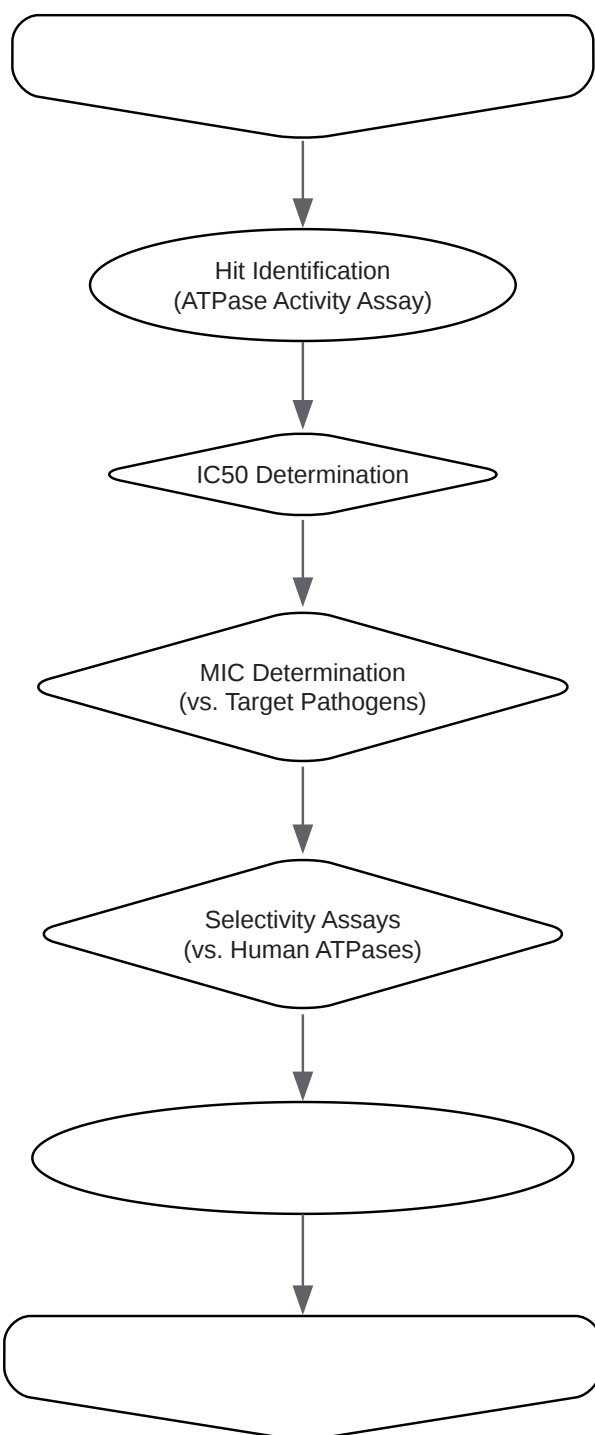 Hit Identification
(ATPase Activity Assay)
IC50 Determination
MIC Determination
(vs. Target Pathogens)
Selectivity Assays
(vs. Human ATPases)